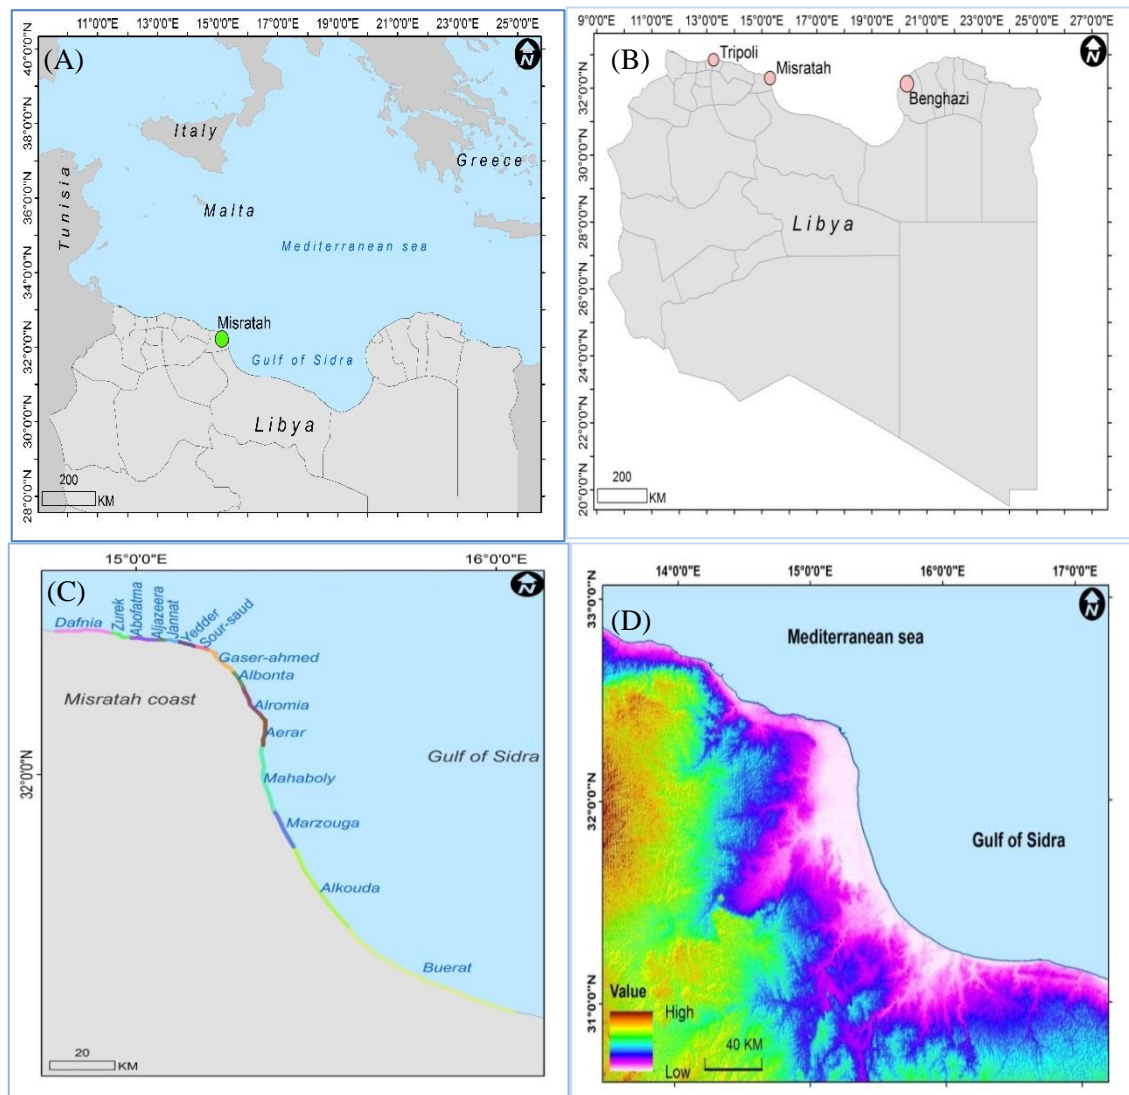 (A)
11°0'0"E 13°0'0"E 15°0'0"E 17°0'0"E 19°0'0"E 21°0'0"E 23°0'0"E 25°0'0"E
40°0'0"N
38°0'0"N
36°0'0"N
34°0'0"N
32°0'0"N
30°0'0"N
28°0'0"N
N
Italy
Greece
Tunisia
Malta
Mediterranean sea
Misratah
Gulf of Sidra
Libya
200
KM
(B)
9°0'0"E 11°0'0"E 13°0'0"E 15°0'0"E 17°0'0"E 19°0'0"E 21°0'0"E 23°0'0"E 25°0'0"E 27°0'0"E
32°0'0"N
30°0'0"N
28°0'0"N
26°0'0"N
24°0'0"N
22°0'0"N
20°0'0"N
N
Tripoli
Misratah
Benghazi
Libya
200
KM
(C)
15°0'0"E 16°0'0"E
32°0'0"N
N
Dafnia
Zurek
Abofatma
Aljazeera
Jannat
Yedder
Sour-saud
Gaser-ahmed
Albonta
Misratah coast
Alromia
Aerar
Gulf of Sidra
Mahaboly
Marzouga
Alkouda
Buerat
20
KM
(D)
14°0'0"E 15°0'0"E 16°0'0"E 17°0'0"E
33°0'0"N
32°0'0"N
31°0'0"N
N
Mediterranean sea
Gulf of Sidra
Value
High
Low
40 KM